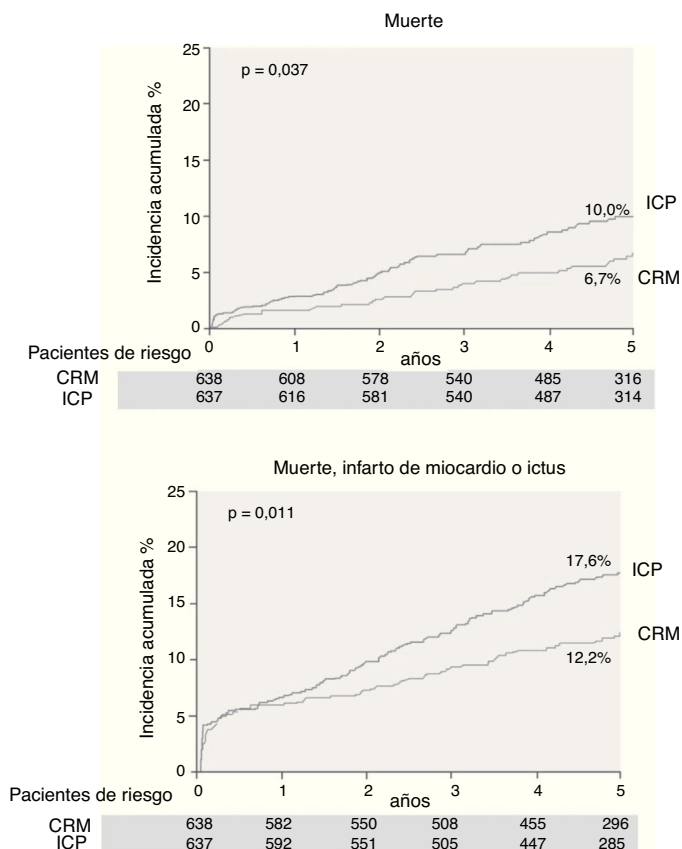 Muerte
25
20
15
10
5
0
Incidencia acumulada %
p = 0,037
10,0%
ICP
6,7%
CRM
0 1 2 3 4 5
años
Pacientes de riesgo
CRM 638 608 578 540 485 316
ICP 637 616 581 540 487 314
Muerte, infarto de miocardio o ictus
25
20
15
10
5
0
Incidencia acumulada %
p = 0,011
17,6%
ICP
CRM
12,2%
0 1 2 3 4 5
años
Pacientes de riesgo
CRM 638 582 550 508 455 296
ICP 637 592 551 505 447 285